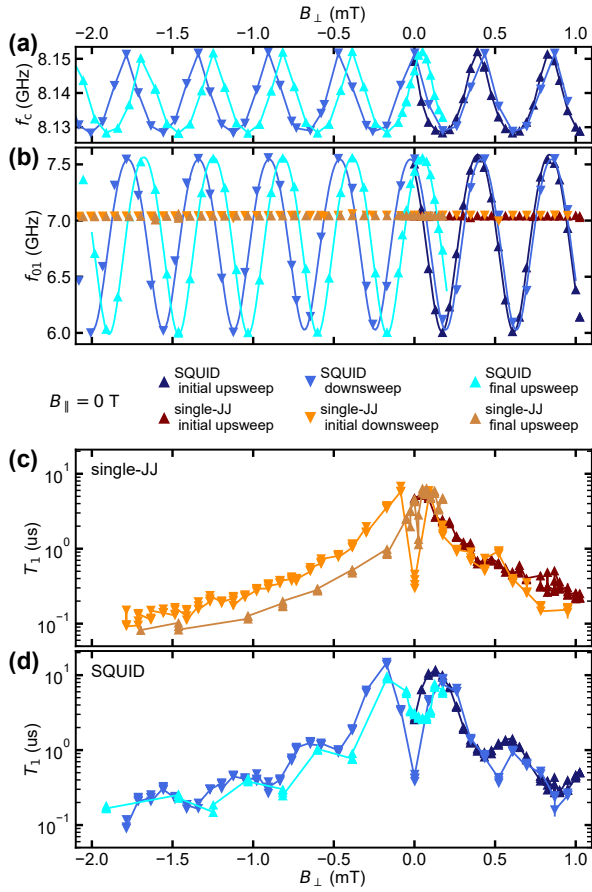 B⊥ (mT)
−2.0 −1.5 −1.0 −0.5 0.0 0.5 1.0
(a)
8.15
8.14
8.13
fc (GHz)
(b)
7.5
7.0
6.5
6.0
f01 (GHz)
B∥ = 0 T
SQUID initial upsweep
SQUID downsweep
SQUID final upsweep
single-JJ initial upsweep
single-JJ initial downsweep
single-JJ final upsweep
(c)
single-JJ
10^1
10^0
10^−1
T1 (us)
(d)
SQUID
10^1
10^0
10^−1
T1 (us)
−2.0 −1.5 −1.0 −0.5 0.0 0.5 1.0
B⊥ (mT)